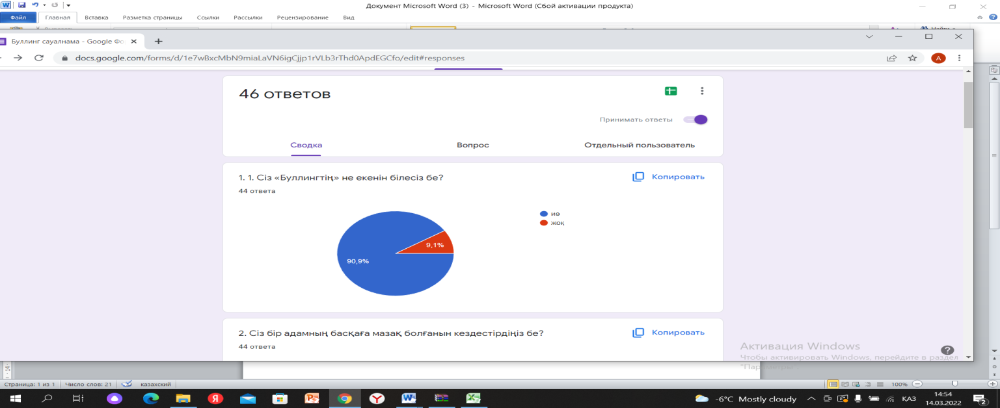 Документ Microsoft Word (3) - Microsoft Word (Сбой активации продукта)
Файл Главная Вставка Разметка страницы Ссылки Рассылки Рецензирование Вид
Буллинг сауалнама - Google Фо
docs.google.com/forms/d/1e7wBxcMbN9miaLaVN6igCjjp1rVLb3rThd0ApdEGCfo/edit#responses
A
46 ответов
Принимать ответы
Сводка Вопрос Отдельный пользователь
1. 1. Сіз «Буллингтің» не екенін білесіз бе?
Копировать
44 ответа
иә
жоқ
9,1%
90,9%
2. Сіз бір адамның басқаға мазақ болғанын кездестірдіңіз бе?
Копировать
44 ответа
Активация Windows
Чтобы активировать Windows, перейдите в раздел
"Параметры".
Страница: 1 из 1 Число слов: 21 казахский 100%
-6°C Mostly cloudy ҚАЗ 14:54
14.03.2022 2